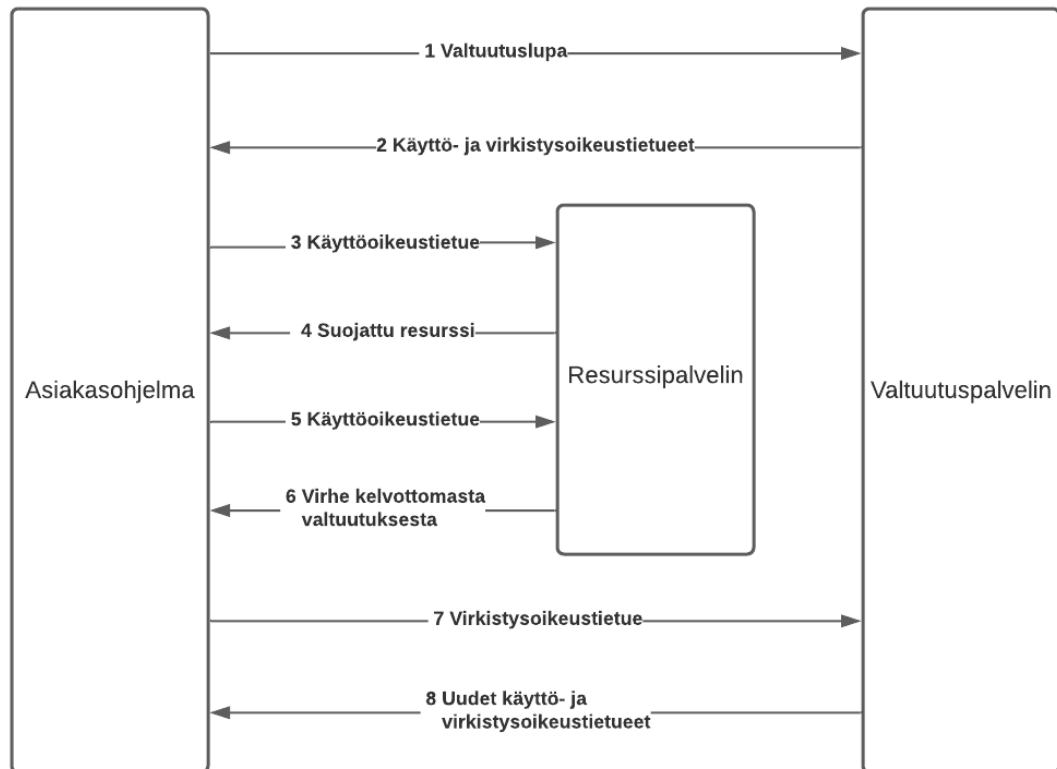 1 Valtuutuslupa
2 Käyttö- ja virkistysoikeustietueet
3 Käyttöoikeustietue
4 Suojattu resurssi
Resurssipalvelin
Asiakasohjelma
Valtuutuspalvelin
5 Käyttöoikeustietue
6 Virhe kelvottomasta
valtuutuksesta
7 Virkistysoikeustietue
8 Uudet käyttö- ja
virkistysoikeustietueet